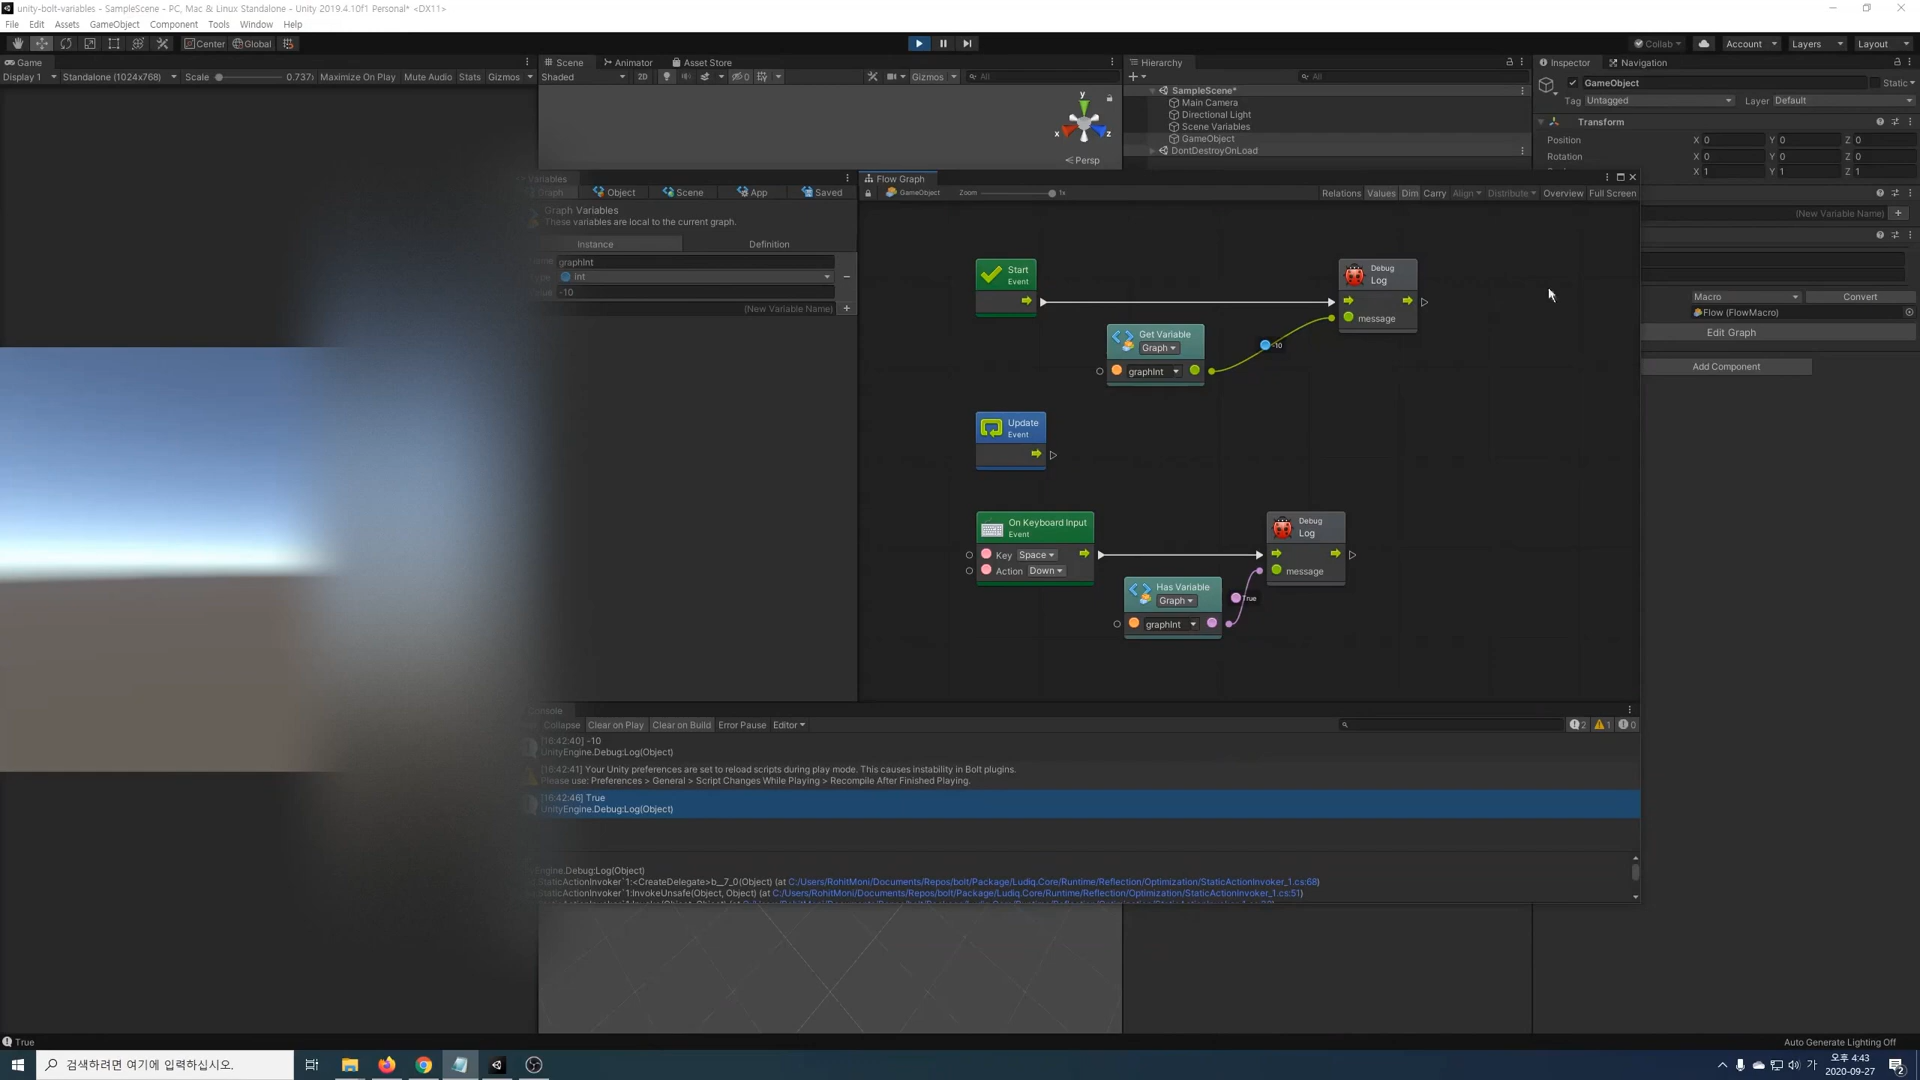 unity-bolt-variables - SampleScene - PC, Mac & Linux Standalone - Unity 2019.4.10f1 Personal* <DX11>
File Edit Assets GameObject Component Tools Window Help
Center Global Collab Account Layers Layout
Game Scene Animator Asset Store Hierarchy Inspector Navigation
Display 1 Standalone (1024x768) Scale 0.737 Maximize On Play Mute Audio Stats Gizmos Shaded 2D 0 Gizmos All All
GameObject Static
SampleScene*
Tag Untagged Layer Default
Main Camera
Directional Light
Scene Variables
GameObject
DontDestroyOnLoad
y
x z
Persp
Transform
Position X 0 Y 0 Z 0
Rotation X 0 Y 0 Z 0
X 1 Y 1 Z 1
Flow Graph
Object Scene App Saved
GameObject Zoom 1x Relations Values Dim Carry Align Distribute Overview Full Screen
Graph Variables
These variables are local to the current graph.
Instance Definition
graphInt
int
-10
(New Variable Name)
(New Variable Name)
Macro Convert
Flow (FlowMacro)
Edit Graph
Add Component
Start
Event
Debug
Log
message
Get Variable
Graph
graphInt
-10
Update
Event
On Keyboard Input
Event
Key Space
Action Down
Debug
Log
message
Has Variable
Graph
graphInt
True
Console
Collapse Clear on Play Clear on Build Error Pause Editor 2 1 0
[16:42:40] -10
UnityEngine.Debug:Log(Object)
[16:42:41] Your Unity preferences are set to reload scripts during play mode. This causes instability in Bolt plugins.
Please use: Preferences > General > Script Changes While Playing > Recompile After Finished Playing.
[16:42:46] True
UnityEngine.Debug:Log(Object)
Engine.Debug:Log(Object)
StaticActionInvoker`1:<CreateDelegate>b__7_0(Object) (at C:/Users/RohitMoni/Documents/Repos/bolt/Package/Ludiq.Core/Runtime/Reflection/Optimization/StaticActionInvoker_1.cs:68)
StaticActionInvoker`1:InvokeUnsafe(Object, Object) (at C:/Users/RohitMoni/Documents/Repos/bolt/Package/Ludiq.Core/Runtime/Reflection/Optimization/StaticActionInvoker_1.cs:51)
True
Auto Generate Lighting Off
검색하려면 여기에 입력하십시오.
가
오후 4:43
2020-09-27
2